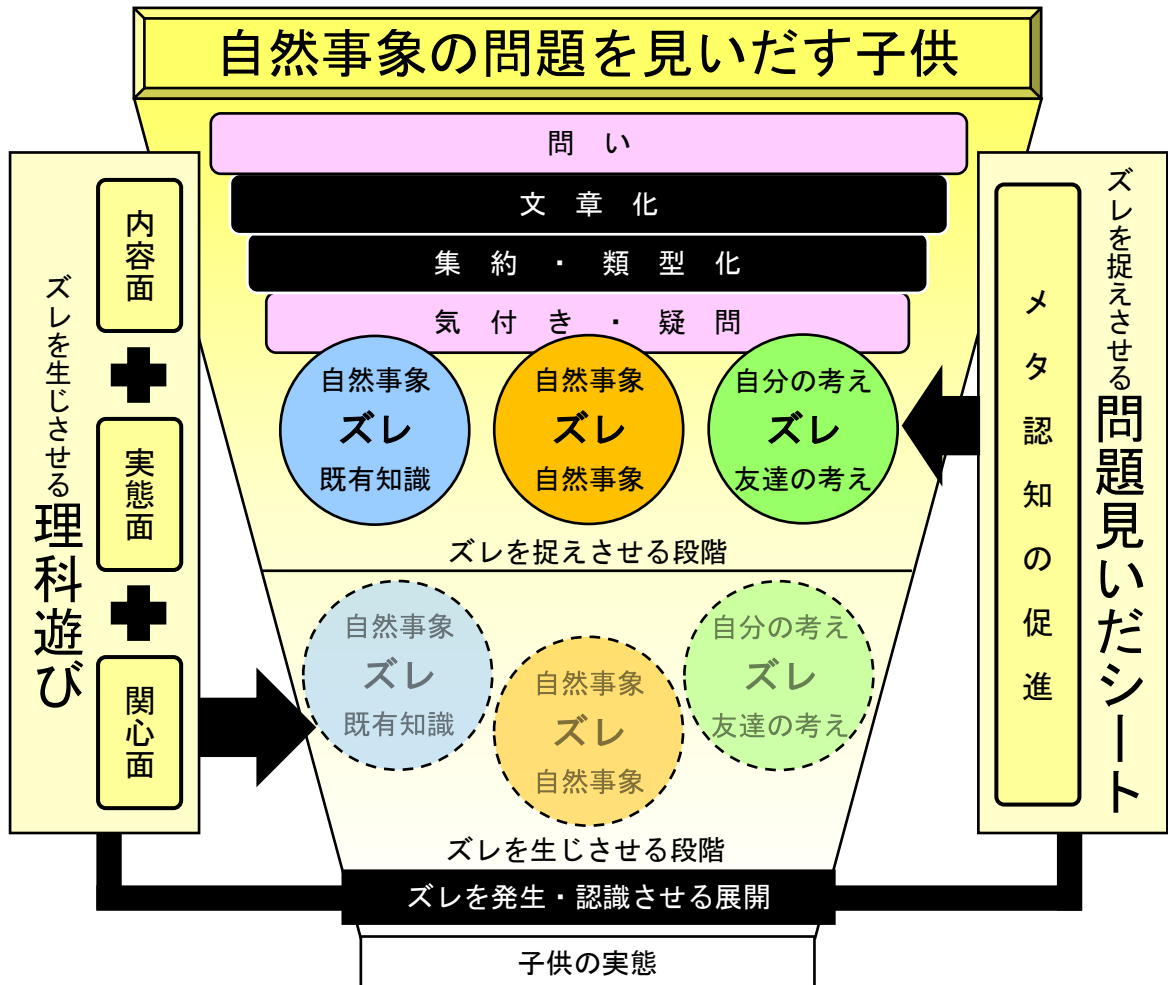 自然事象の問題を見いだす子供
問い
文章化
集約・類型化
気付き・疑問
自然事象
ズレ
既有知識
自然事象
ズレ
自然事象
自分の考え
ズレ
友達の考え
ズレを捉えさせる段階
自然事象
ズレ
既有知識
自然事象
ズレ
自然事象
自分の考え
ズレ
友達の考え
ズレを生じさせる段階
ズレを発生・認識させる展開
子供の実態
ズレを生じさせる理科遊び
内容面
実態面
関心面
ズレを捉えさせる問題見いだシート
メタ認知の促進